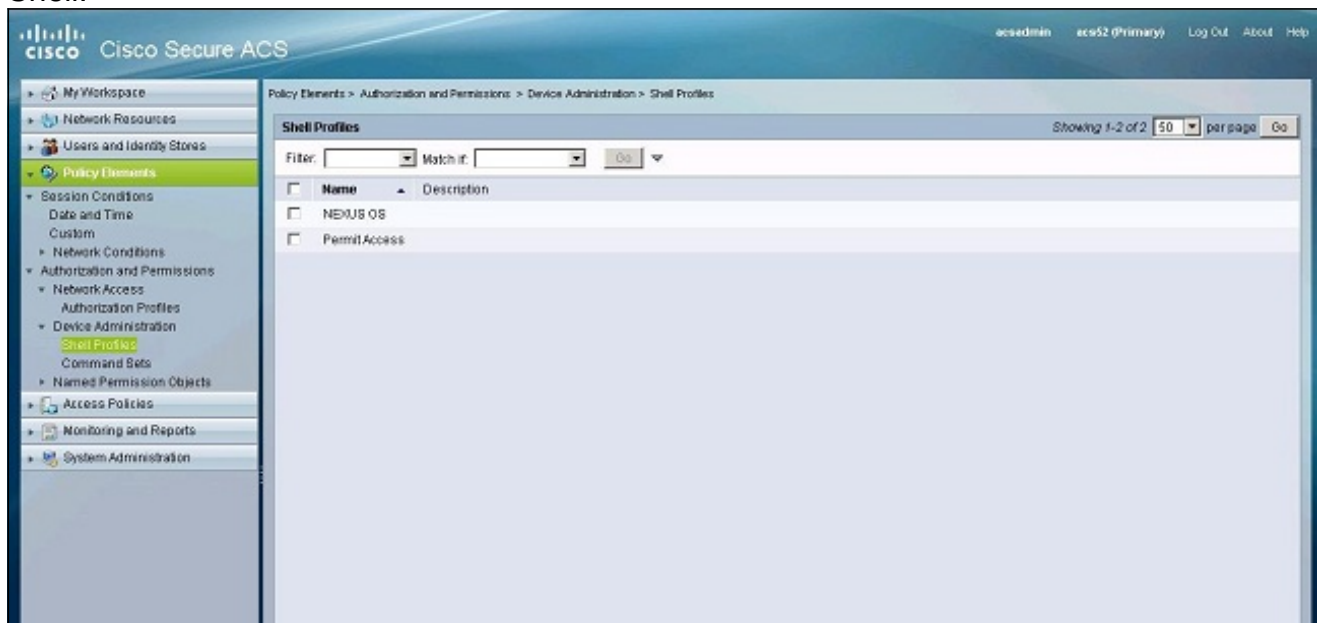 Shell.
cisco Cisco Secure ACS
acsadmin acs52 (Primary) Log Out About Help
My Workspace
Network Resources
Users and Identity Stores
Policy Elements
Session Conditions
Date and Time
Custom
Network Conditions
Authorization and Permissions
Network Access
Authorization Profiles
Device Administration
Shell Profiles
Command Sets
Named Permission Objects
Access Policies
Monitoring and Reports
System Administration
Policy Elements > Authorization and Permissions > Device Administration > Shell Profiles
Shell Profiles Showing 1-2 of 2 50 per page Go
Filter: Match if: Go
Name Description
NEXUS OS
Permit Access